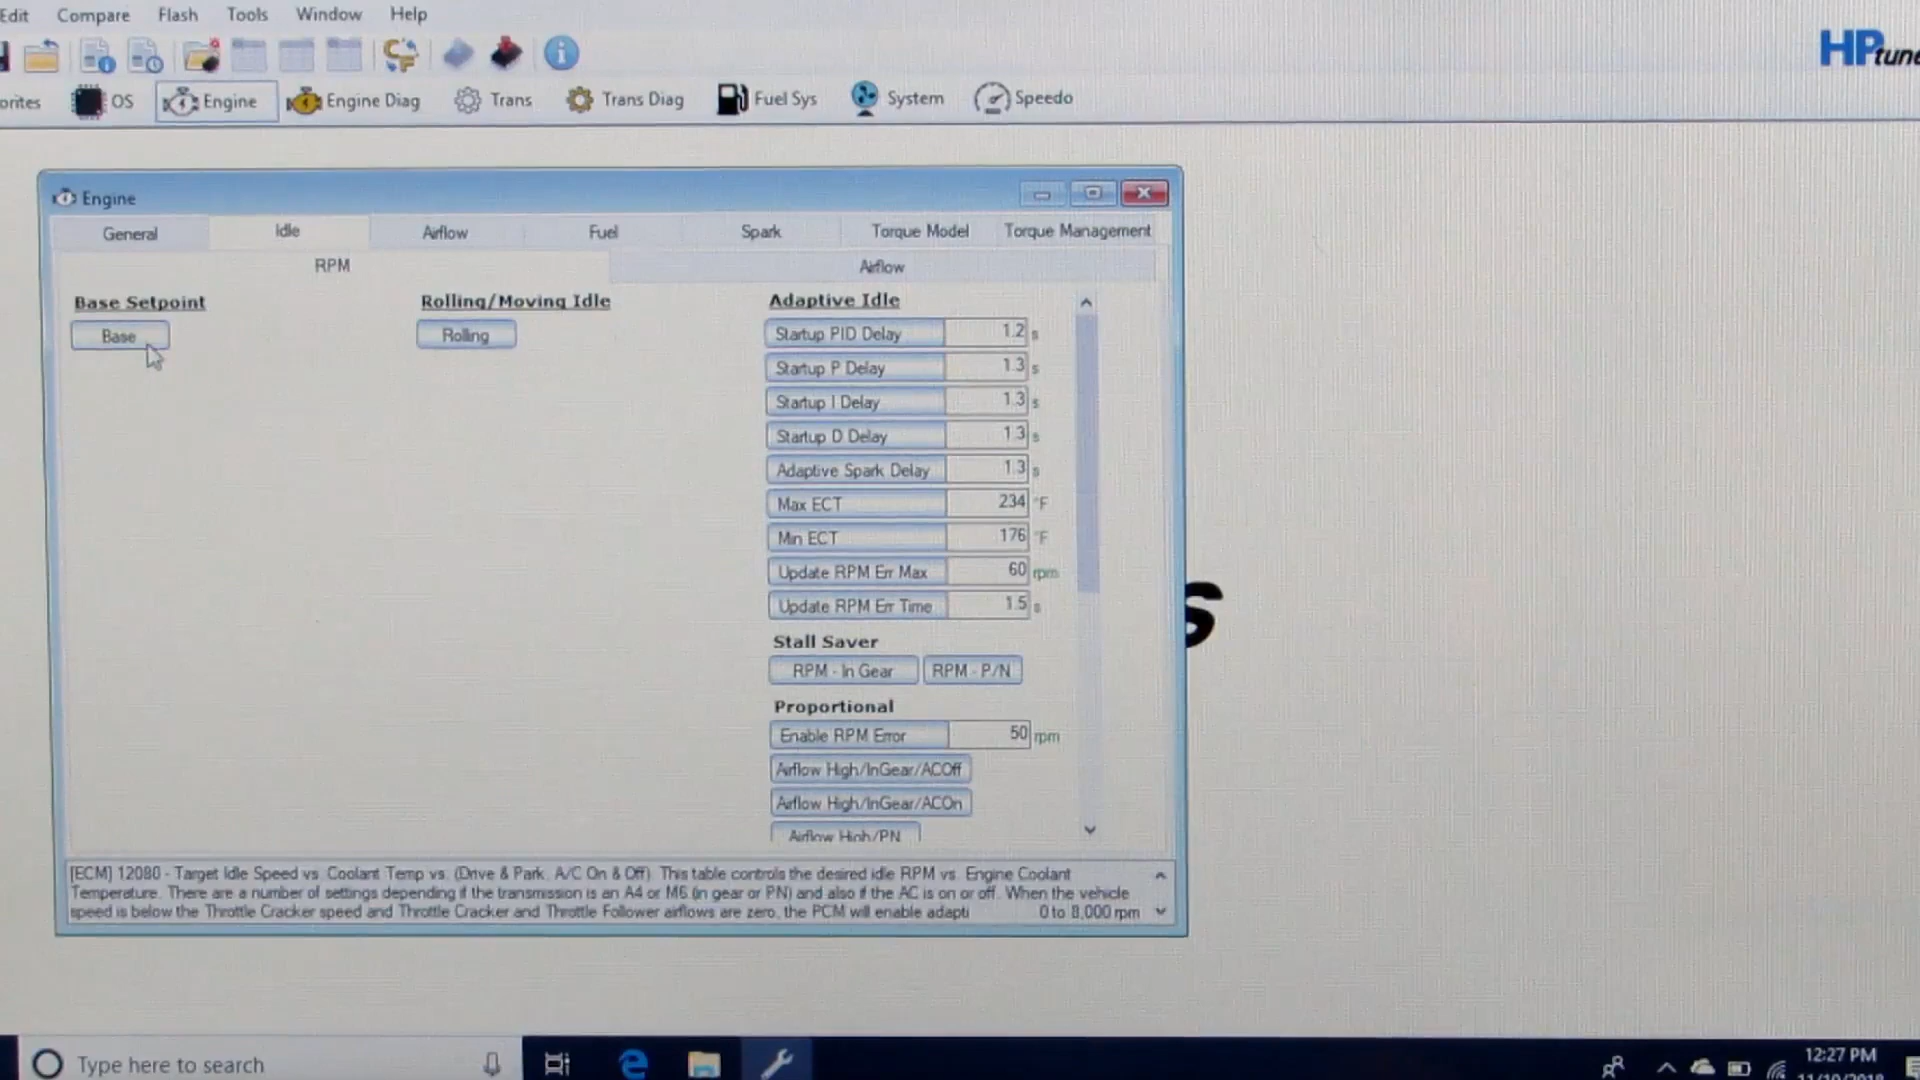 Edit Compare Flash Tools Window Help
HP tune
orites OS Engine Engine Diag Trans Trans Diag Fuel Sys System Speedo
Engine
General Idle Airflow Fuel Spark Torque Model Torque Management
RPM Airflow
Base Setpoint Rolling/Moving Idle Adaptive Idle
Base Rolling Startup PID Delay 1.2 s
Startup P Delay 1.3 s
Startup I Delay 1.3 s
Startup D Delay 1.3 s
Adaptive Spark Delay 1.3 s
Max ECT 234 °F
Min ECT 176 °F
Update RPM Err Max 60 rpm
Update RPM Err Time 1.5 s
s
Stall Saver
RPM - In Gear RPM - P/N
Proportional
Enable RPM Error 50 rpm
Airflow High/InGear/ACOff
Airflow High/InGear/ACOn
Airflow High/PN
[ECM] 12080 - Target Idle Speed vs. Coolant Temp vs. (Drive & Park, A/C On & Off). This table controls the desired idle RPM vs. Engine Coolant
Temperature. There are a number of settings depending if the transmission is an A4 or M6 (in gear or PN) and also if the AC is on or off. When the vehicle
speed is below the Throttle Cracker speed and Throttle Cracker and Throttle Follower airflows are zero, the PCM will enable adapti 0 to 8,000 rpm
Type here to search
12:27 PM